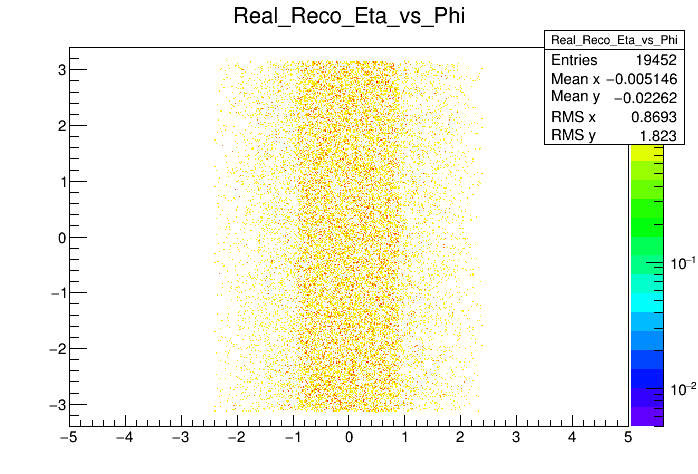 Real_Reco_Eta_vs_Phi
Real_Reco_Eta_vs_Phi
Entries 19452
Mean x −0.005146
Mean y −0.02262
RMS x 0.8693
RMS y 1.823
3
2
1
0
−1
−2
−3
10⁻¹
10⁻²
−5 −4 −3 −2 −1 0 1 2 3 4 5